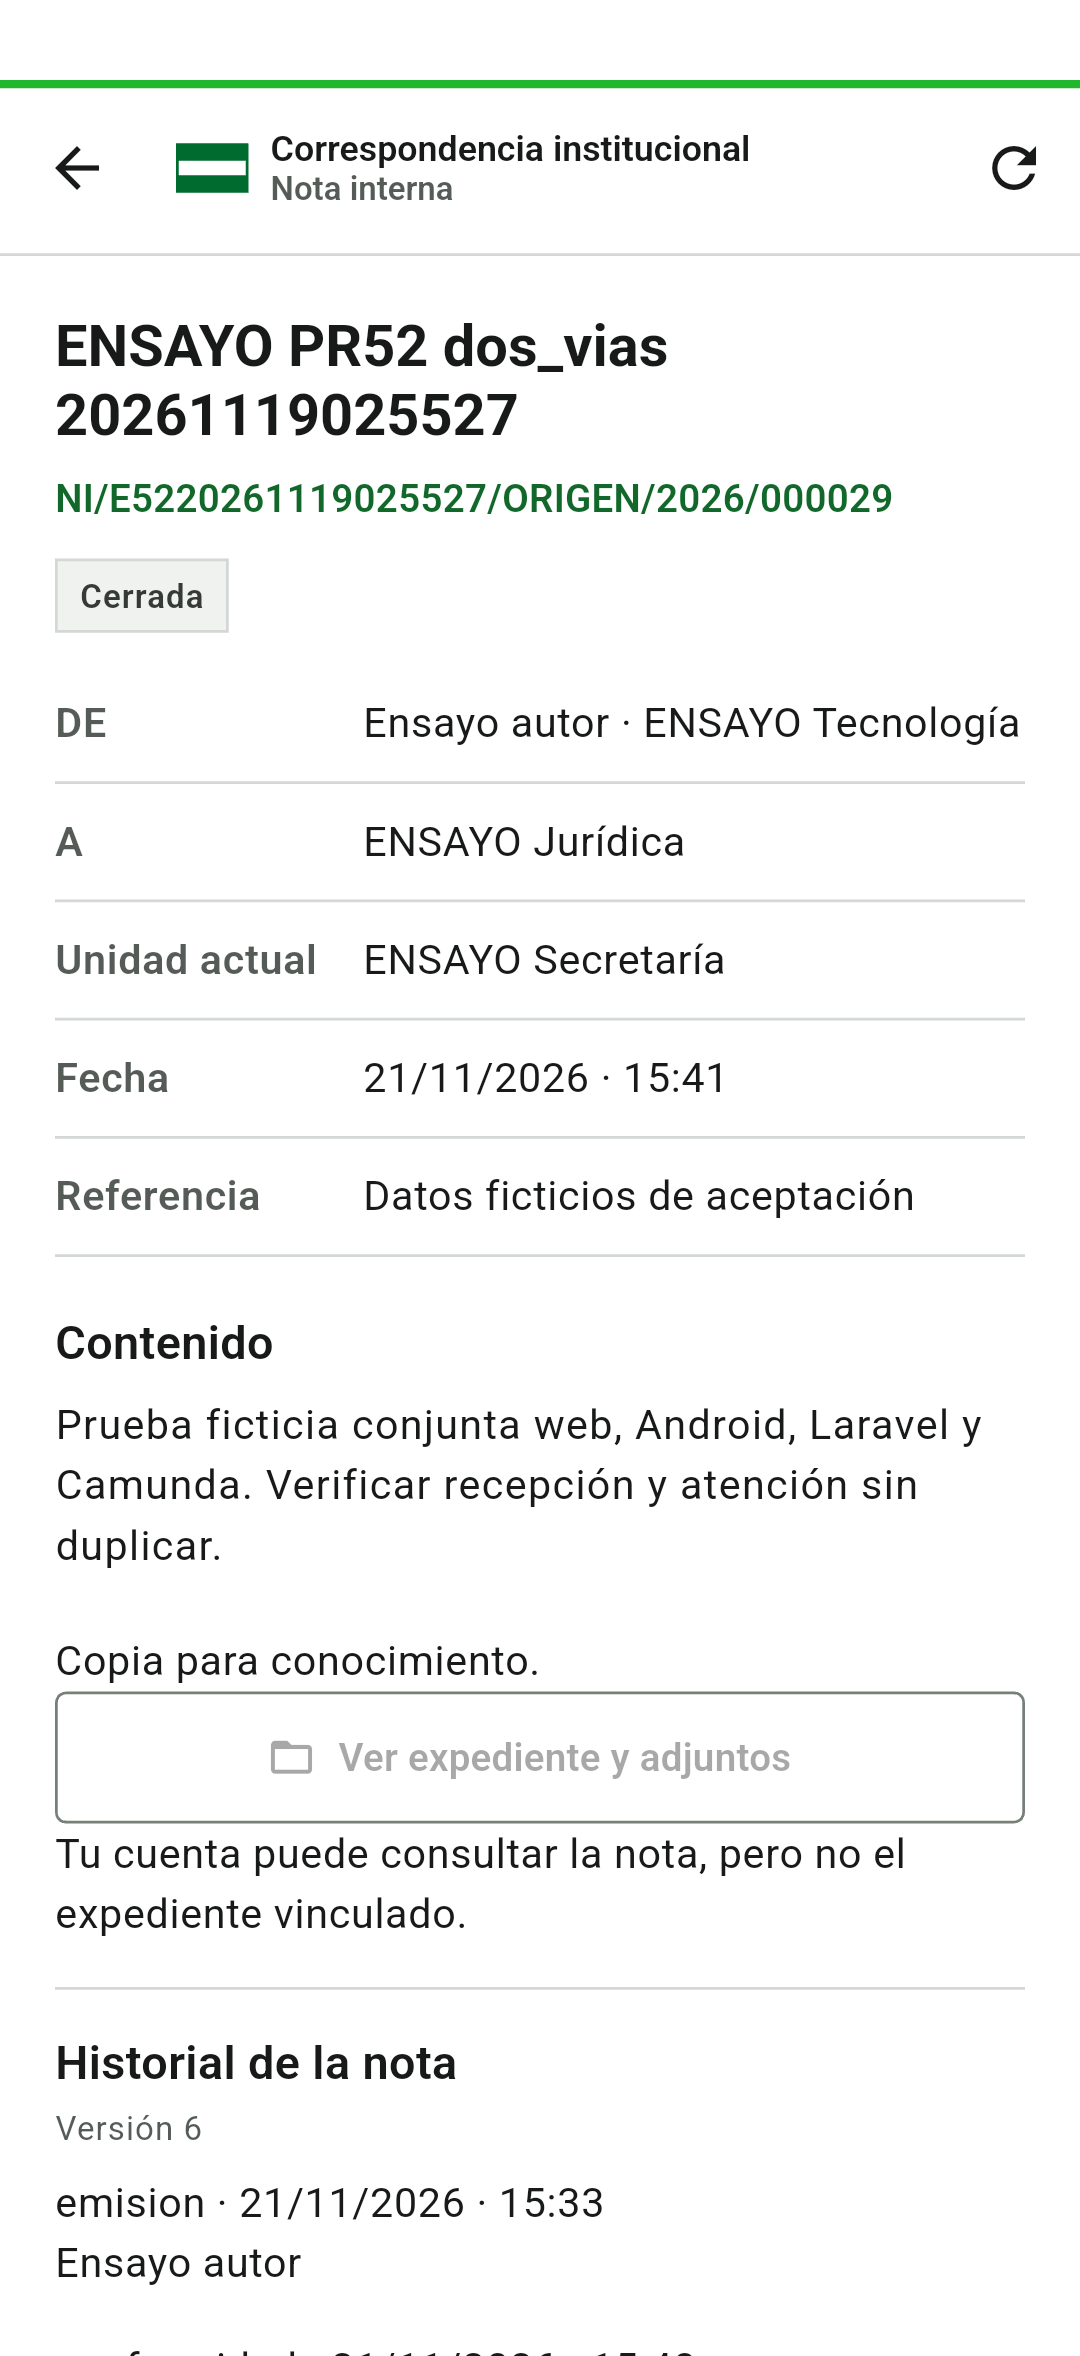 Correspondencia institucional
Nota interna
ENSAYO PR52 dos_vias
20261119025527
NI/E5220261119025527/ORIGEN/2026/000029
Cerrada
DE Ensayo autor · ENSAYO Tecnología
A ENSAYO Jurídica
Unidad actual ENSAYO Secretaría
Fecha 21/11/2026 · 15:41
Referencia Datos ficticios de aceptación
Contenido
Prueba ficticia conjunta web, Android, Laravel y
Camunda. Verificar recepción y atención sin
duplicar.
Copia para conocimiento.
Ver expediente y adjuntos
Tu cuenta puede consultar la nota, pero no el
expediente vinculado.
Historial de la nota
Versión 6
emision · 21/11/2026 · 15:33
Ensayo autor